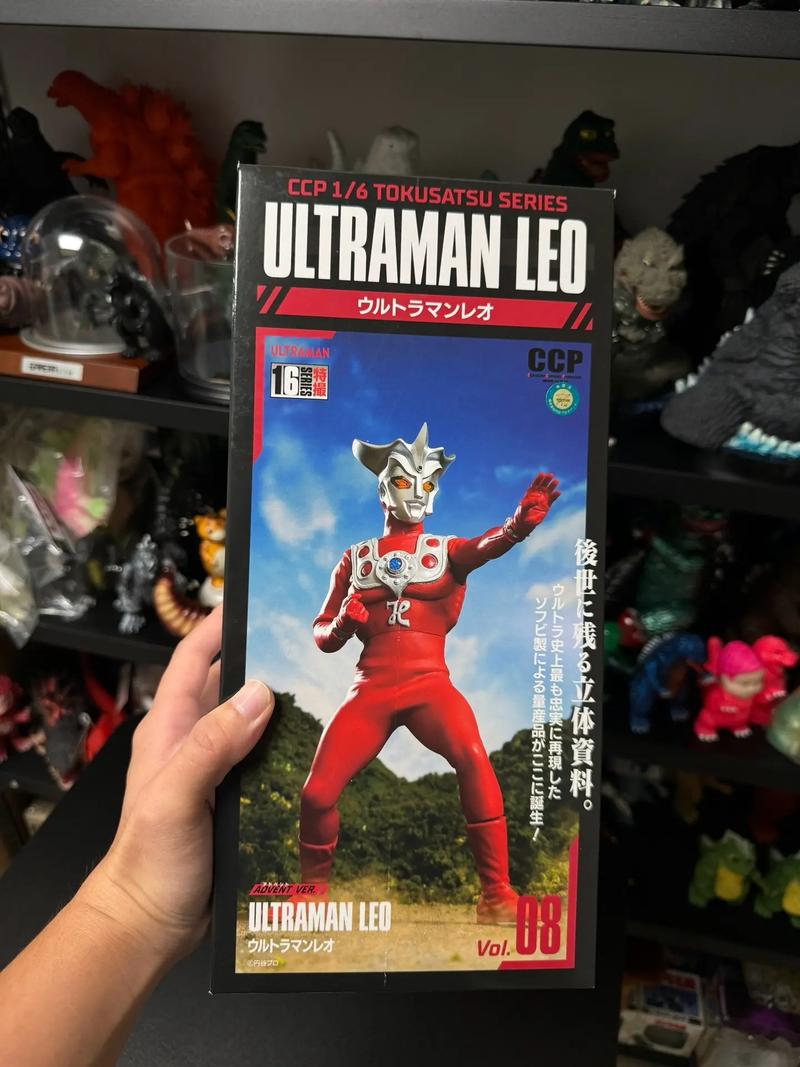 CCP 1/6 TOKUSATSU SERIES
ULTRAMAN LEO
ウルトラマンレオ
ULTRAMAN
1/6
SERIES
特撮
CCP
後世に残る立体資料。
ウルトラ史上最も忠実に再現した
ソフビ製による量産品がここに誕生!
ADVENT VER.
ULTRAMAN LEO
ウルトラマンレオ
©円谷プロ
Vol.08